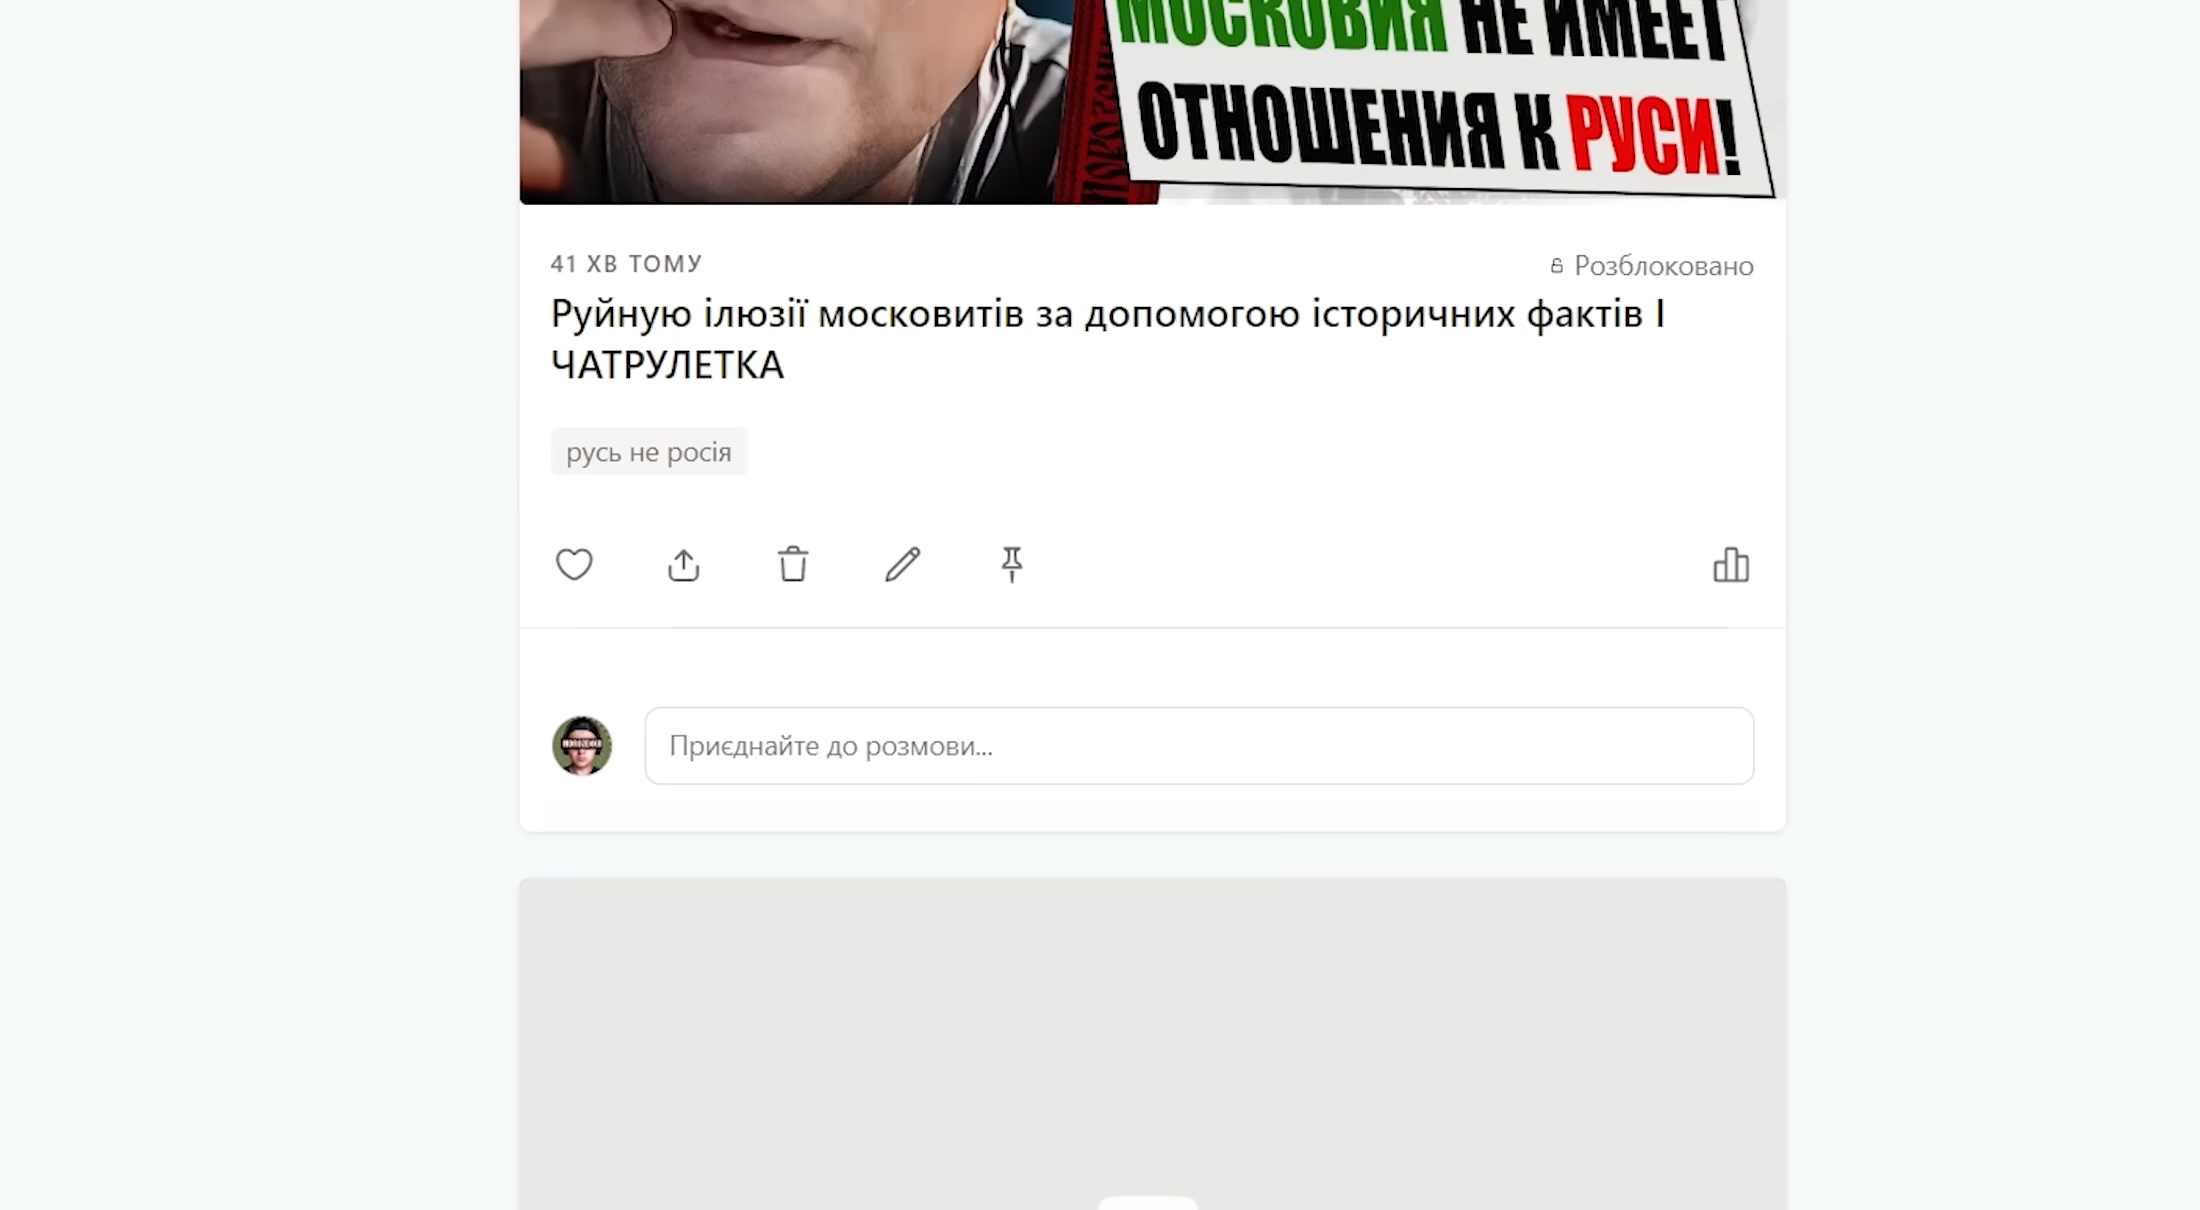 МОСКОВИЯ НЕ ИМЕЕТ
ОТНОШЕНИЯ К РУСИ!
41 ХВ ТОМУ
Розблоковано
Руйную ілюзії московитів за допомогою історичних фактів I
ЧАТРУЛЕТКА
русь не росія
Приєднайте до розмови...